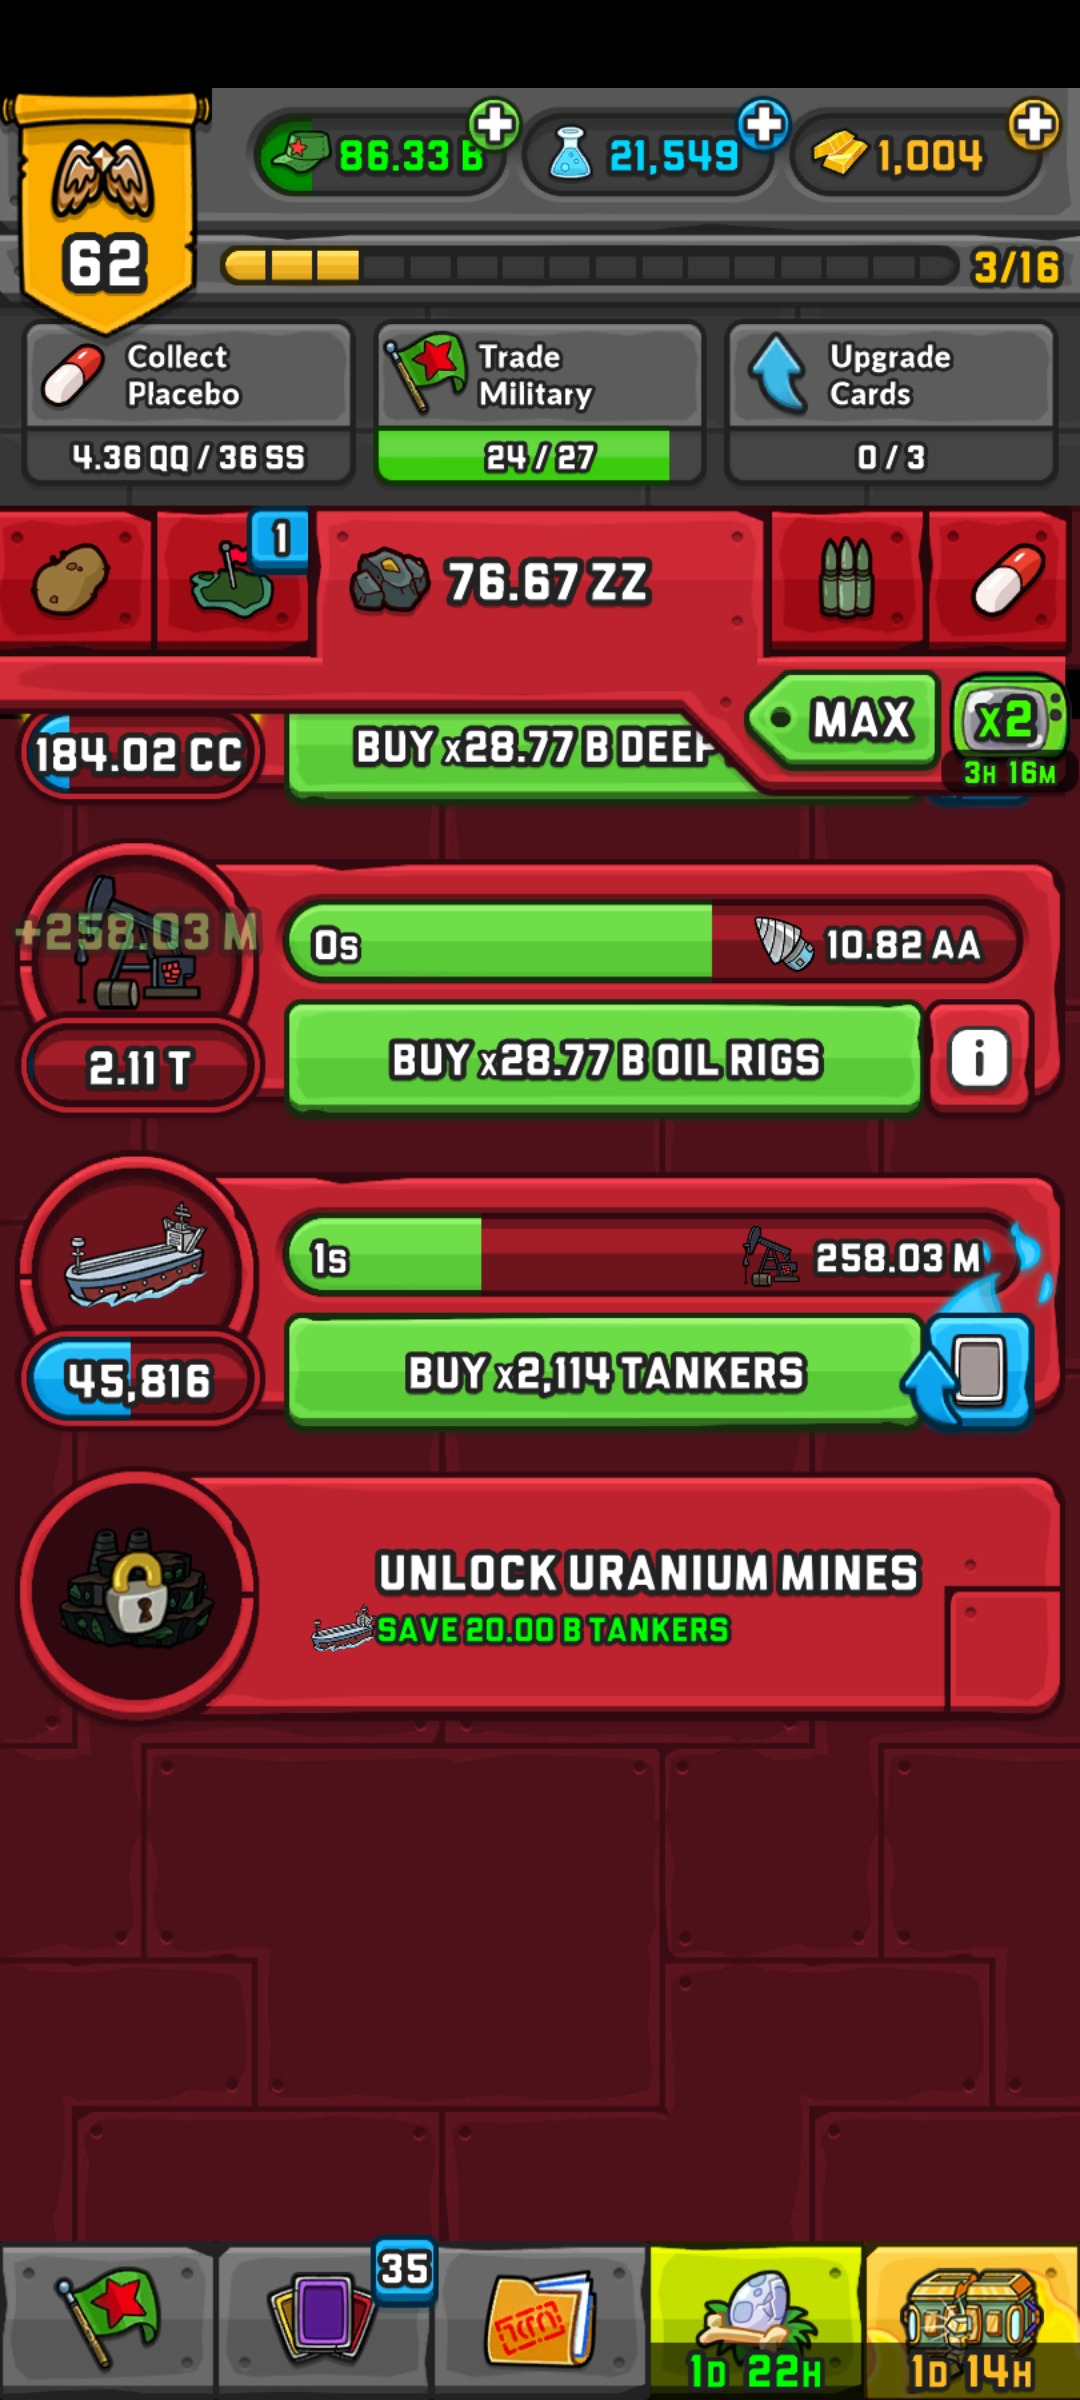 86.33 B
21,549
1,004
62
3/16
Collect
Placebo
4.36 QQ / 36 SS
Trade
Military
24 / 27
Upgrade
Cards
0 / 3
1
76.67 ZZ
MAX
x2
3H 16M
184.02 CC
BUY x28.77 B DEEP
+258.03 M
0s
10.82 AA
2.11 T
BUY x28.77 B OIL RIGS
i
1s
258.03 M
45,816
BUY x2,114 TANKERS
UNLOCK URANIUM MINES
SAVE 20.00 B TANKERS
35
1D 22H
1D 14H